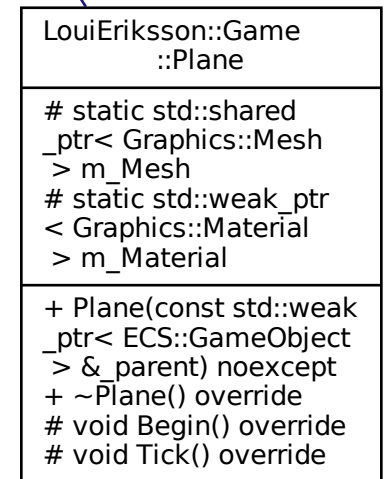 LouiEriksson::Game
::Plane
# static std::shared
_ptr< Graphics::Mesh
> m_Mesh
# static std::weak_ptr
< Graphics::Material
> m_Material
+ Plane(const std::weak
_ptr< ECS::GameObject
> &_parent) noexcept
+ ~Plane() override
# void Begin() override
# void Tick() override